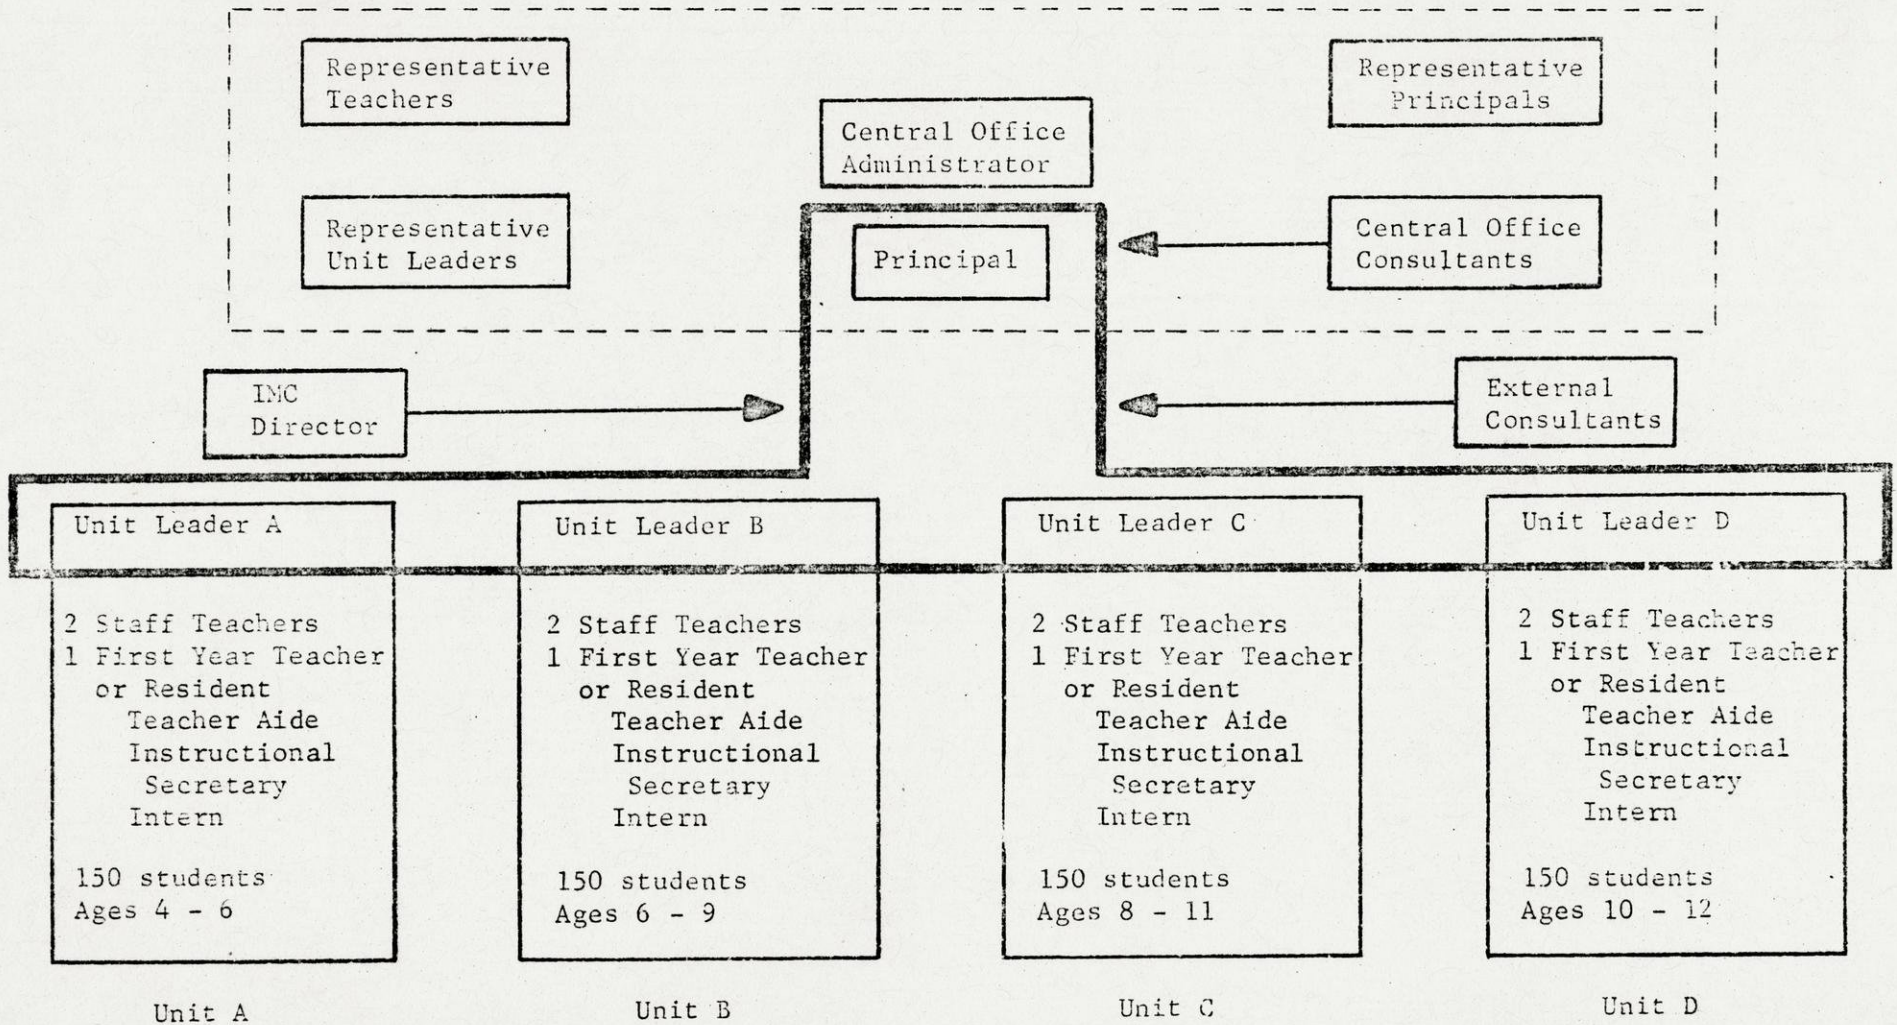 Representative
Teachers
Representative
Principals
Central Office
Administrator
Representative
Unit Leaders
Principal
Central Office
Consultants
IMC
Director
External
Consultants
Unit Leader A
2 Staff Teachers
1 First Year Teacher
or Resident
Teacher Aide
Instructional
Secretary
Intern
150 students
Ages 4 - 6
Unit A
Unit Leader B
2 Staff Teachers
1 First Year Teacher
or Resident
Teacher Aide
Instructional
Secretary
Intern
150 students
Ages 6 - 9
Unit B
Unit Leader C
2 Staff Teachers
1 First Year Teacher
or Resident
Teacher Aide
Instructional
Secretary
Intern
150 students
Ages 8 - 11
Unit C
Unit Leader D
2 Staff Teachers
1 First Year Teacher
or Resident
Teacher Aide
Instructional
Secretary
Intern
150 students
Ages 10 - 12
Unit D